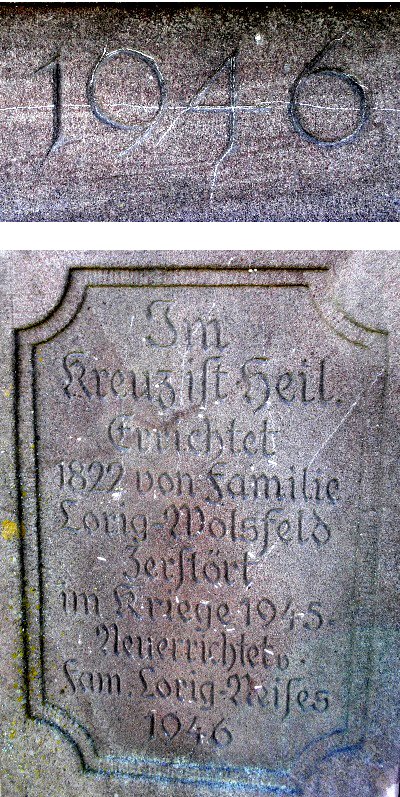 1946
Im
Kreuz ist Heil.
Errichtet
1822 von Familie
Lorig-Wolsfeld
Zerstört
im Kriege 1945.
Neuerrichtet v.
Fam. Lorig-Neises
1946